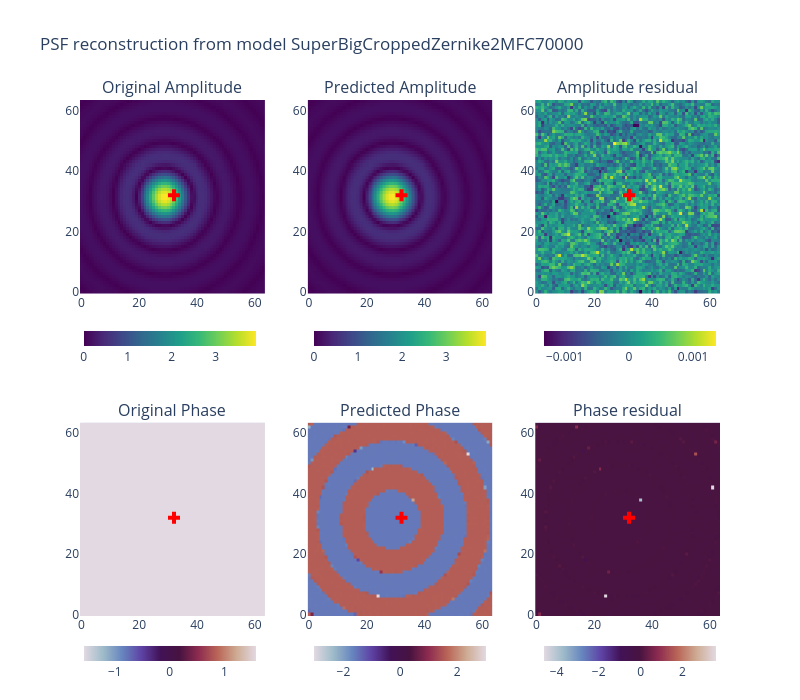 PSF reconstruction from model SuperBigCroppedZernike2MFC70000
Original Amplitude
Predicted Amplitude
Amplitude residual
60
40
20
0
0 20 40 60
60
40
20
0
0 20 40 60
60
40
20
0
0 20 40 60
0 1 2 3
0 1 2 3
−0.001 0 0.001
Original Phase
Predicted Phase
Phase residual
60
40
20
0
0 20 40 60
60
40
20
0
0 20 40 60
60
40
20
0
0 20 40 60
−1 0 1
−2 0 2
−4 −2 0 2